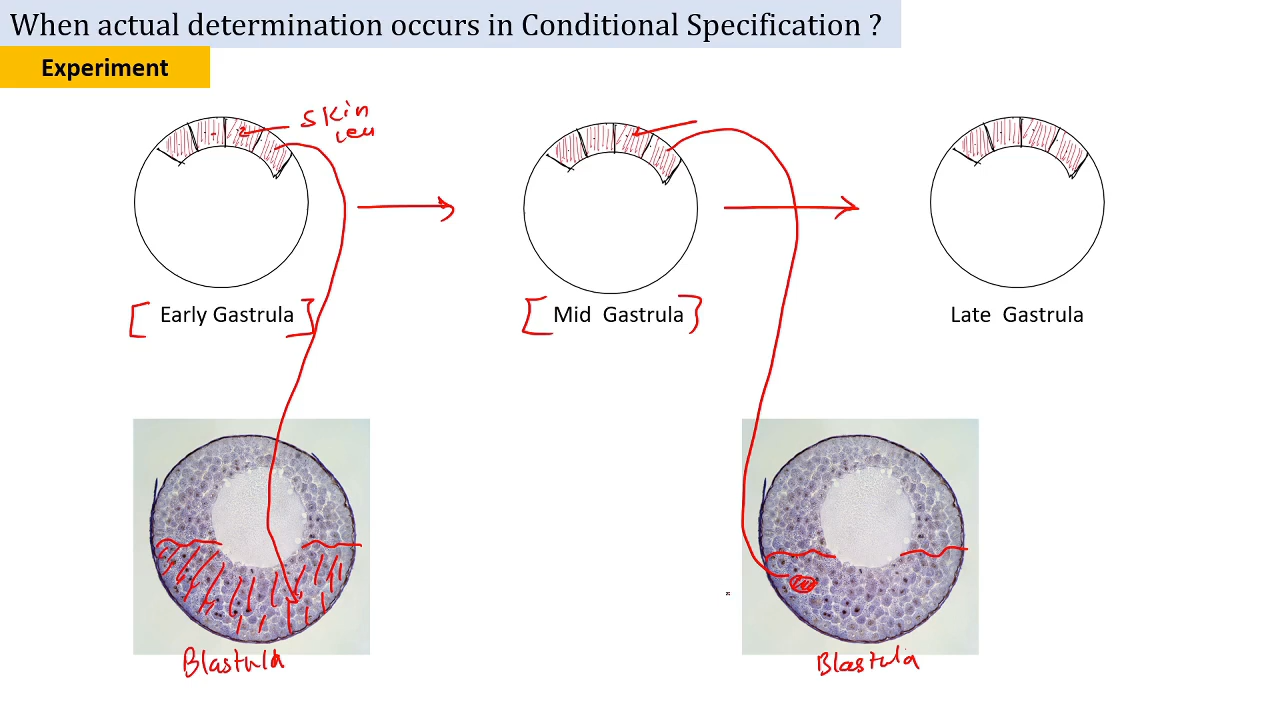 When actual determination occurs in Conditional Specification ?
Experiment
Skin
Early Gastrula
Mid Gastrula
Late Gastrula
Blastula
Blastula